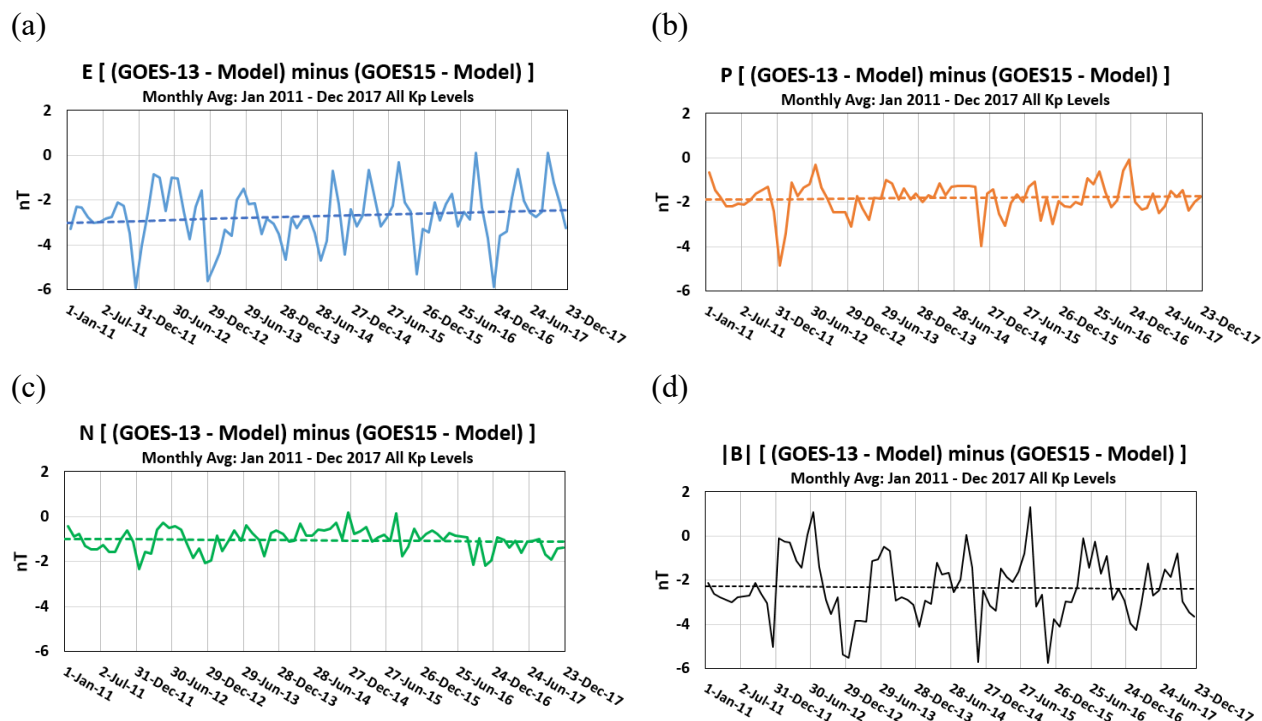 (a)
E [ (GOES-13 - Model) minus (GOES15 - Model) ]
Monthly Avg: Jan 2011 - Dec 2017 All Kp Levels
nT
2
0
-2
-4
-6
1-Jan-11
2-Jul-11
31-Dec-11
30-Jun-12
29-Dec-12
29-Jun-13
28-Dec-13
28-Jun-14
27-Dec-14
27-Jun-15
26-Dec-15
25-Jun-16
24-Dec-16
24-Jun-17
23-Dec-17
(b)
P [ (GOES-13 - Model) minus (GOES15 - Model) ]
Monthly Avg: Jan 2011 - Dec 2017 All Kp Levels
nT
2
0
-2
-4
-6
1-Jan-11
2-Jul-11
31-Dec-11
30-Jun-12
29-Dec-12
29-Jun-13
28-Dec-13
28-Jun-14
27-Dec-14
27-Jun-15
26-Dec-15
25-Jun-16
24-Dec-16
24-Jun-17
23-Dec-17
(c)
N [ (GOES-13 - Model) minus (GOES15 - Model) ]
Monthly Avg: Jan 2011 - Dec 2017 All Kp Levels
nT
2
0
-2
-4
-6
1-Jan-11
2-Jul-11
31-Dec-11
30-Jun-12
29-Dec-12
29-Jun-13
28-Dec-13
28-Jun-14
27-Dec-14
27-Jun-15
26-Dec-15
25-Jun-16
24-Dec-16
24-Jun-17
23-Dec-17
(d)
|B| [ (GOES-13 - Model) minus (GOES15 - Model) ]
Monthly Avg: Jan 2011 - Dec 2017 All Kp Levels
nT
2
0
-2
-4
-6
1-Jan-11
2-Jul-11
31-Dec-11
30-Jun-12
29-Dec-12
29-Jun-13
28-Dec-13
28-Jun-14
27-Dec-14
27-Jun-15
26-Dec-15
25-Jun-16
24-Dec-16
24-Jun-17
23-Dec-17